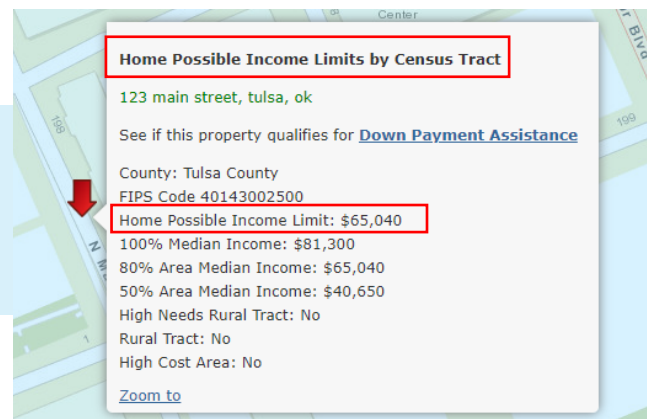 Center
r Blvd
Home Possible Income Limits by Census Tract
123 main street, tulsa, ok
198
199
See if this property qualifies for Down Payment Assistance
County: Tulsa County
FIPS Code 40143002500
Home Possible Income Limit: $65,040
100% Median Income: $81,300
N M
80% Area Median Income: $65,040
50% Area Median Income: $40,650
High Needs Rural Tract: No
1
Rural Tract: No
High Cost Area: No
Zoom to